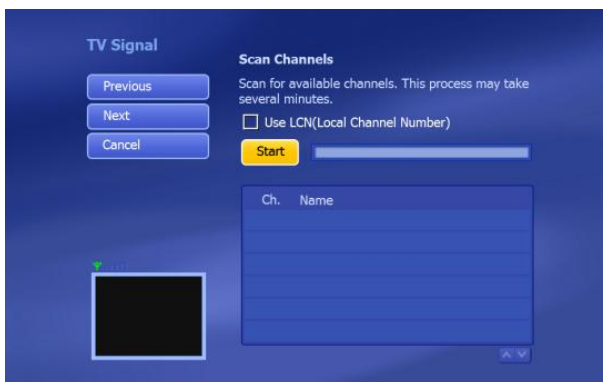 TV Signal
Previous
Next
Cancel
Scan Channels
Scan for available channels. This process may take
several minutes.
Use LCN(Local Channel Number)
Start
Ch. Name